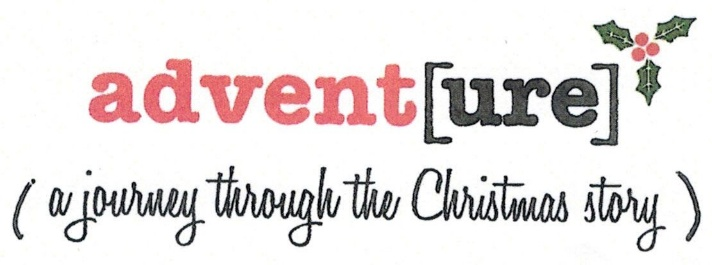 advent[ure]
( a journey through the Christmas story )